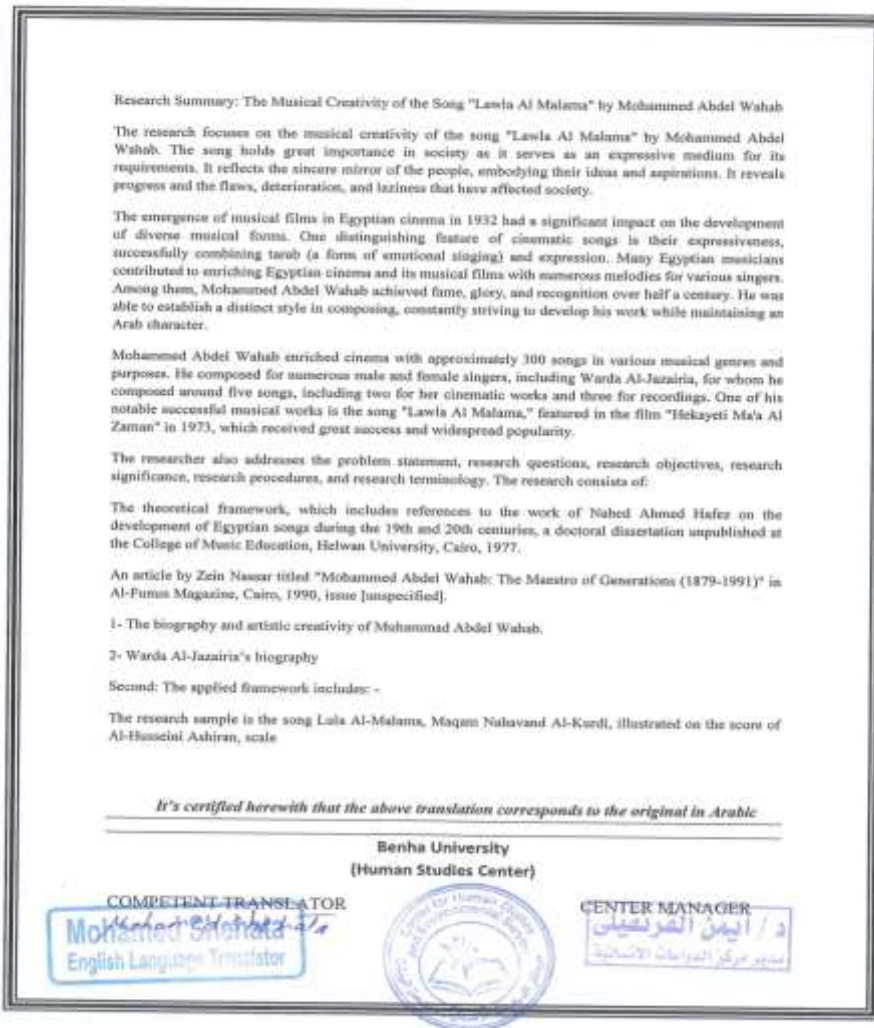 Research Summary: The Musical Creativity of the Song "Lawla Al Malama" by Mohammed Abdel Wahab
The research focuses on the musical creativity of the song "Lawla Al Malama" by Mohammed Abdel
Wahab. The song holds great importance in society as it serves as an expressive medium for its
requirements. It reflects the sincere mirror of the people, embodying their ideas and aspirations. It reveals
progress and the flaws, deterioration, and laziness that have affected society.
The emergence of musical films in Egyptian cinema in 1932 had a significant impact on the development
of diverse musical forms. One distinguishing feature of cinematic songs is their expressiveness,
successfully combining tarub (a form of emotional singing) and expression. Many Egyptian musicians
contributed to enriching Egyptian cinema and its musical films with numerous melodies for various singers.
Among them, Mohammed Abdel Wahab achieved fame, glory, and recognition over half a century. He was
able to establish a distinct style in composing, constantly striving to develop his work while maintaining an
Arab character.
Mohammed Abdel Wahab enriched cinema with approximately 300 songs in various musical genres and
purposes. He composed for numerous male and female singers, including Warda Al-Jazairia, for whom he
composed around five songs, including two for her cinematic works and three for recordings. One of his
notable successful musical works is the song "Lawla Al Malama," featured in the film "Hekayeti Ma'a Al
Zaman" in 1973, which received great success and widespread popularity.
The researcher also addresses the problem statement, research questions, research objectives, research
significance, research procedures, and research terminology. The research consists of:
The theoretical framework, which includes references to the work of Nahed Ahmed Hafez on the
development of Egyptian songs during the 19th and 20th centuries, a doctoral dissertation unpublished at
the College of Music Education, Helwan University, Cairo, 1977.
An article by Zein Nassar titled "Mohammed Abdel Wahab: The Maestro of Generations (1879-1991)" in
Al-Funun Magazine, Cairo, 1990, issue [unspecified].
1- The biography and artistic creativity of Muhammad Abdel Wahab.
2- Warda Al-Jazairia's biography
Second: The applied framework includes: -
The research sample is the song Lula Al-Malama, Maqam Nahavand Al-Kurdi, illustrated on the score of
Al-Husseini Ashiran, scale
It's certified herewith that the above translation corresponds to the original in Arabic
Benha University
(Human Studies Center)
COMPETENT TRANSLATOR
CENTER MANAGER
Mohamed Shehata
English Language Translator
Center for Human Studies
د / أيمن القرنفيلى
مدير مركز الدراسات الانسانية